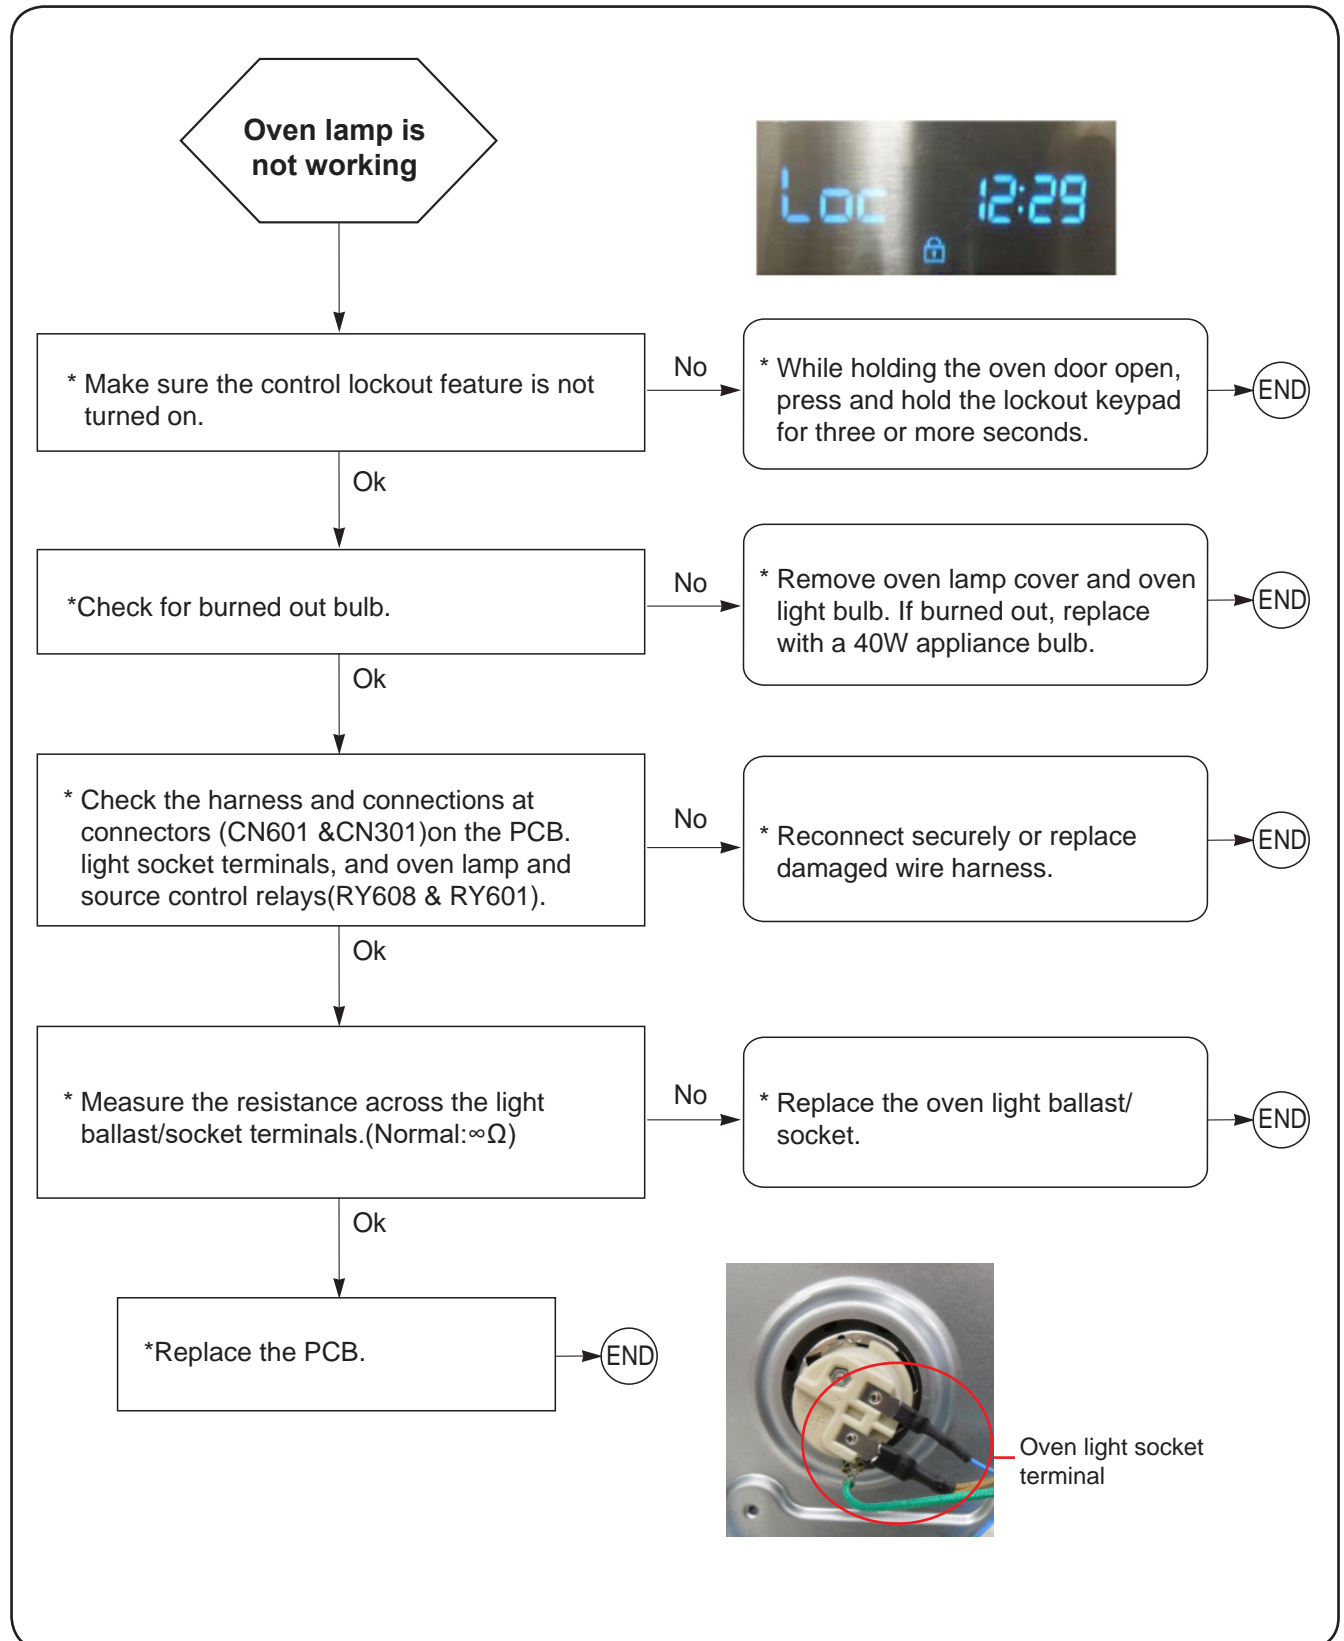 Oven lamp is
not working
Loc 12:29
* Make sure the control lockout feature is not
turned on.
No
* While holding the oven door open,
press and hold the lockout keypad
for three or more seconds.
END
Ok
*Check for burned out bulb.
No
* Remove oven lamp cover and oven
light bulb. If burned out, replace
with a 40W appliance bulb.
END
Ok
* Check the harness and connections at
connectors (CN601 &CN301)on the PCB.
light socket terminals, and oven lamp and
source control relays(RY608 & RY601).
No
* Reconnect securely or replace
damaged wire harness.
END
Ok
* Measure the resistance across the light
ballast/socket terminals.(Normal:∞Ω)
No
* Replace the oven light ballast/
socket.
END
Ok
*Replace the PCB.
END
Oven light socket
terminal